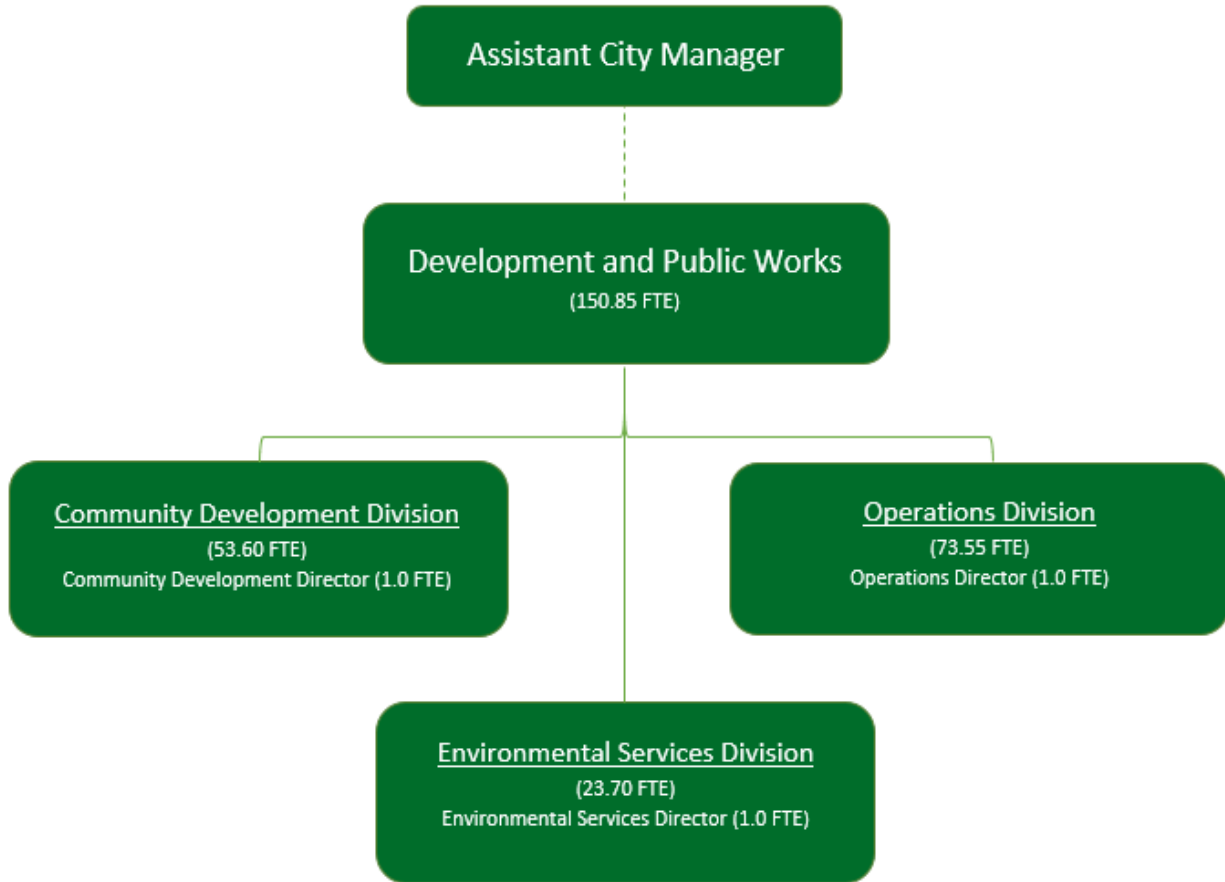 Assistant City Manager
Development and Public Works
(150.85 FTE)
Community Development Division
(53.60 FTE)
Community Development Director (1.0 FTE)
Operations Division
(73.55 FTE)
Operations Director (1.0 FTE)
Environmental Services Division
(23.70 FTE)
Environmental Services Director (1.0 FTE)